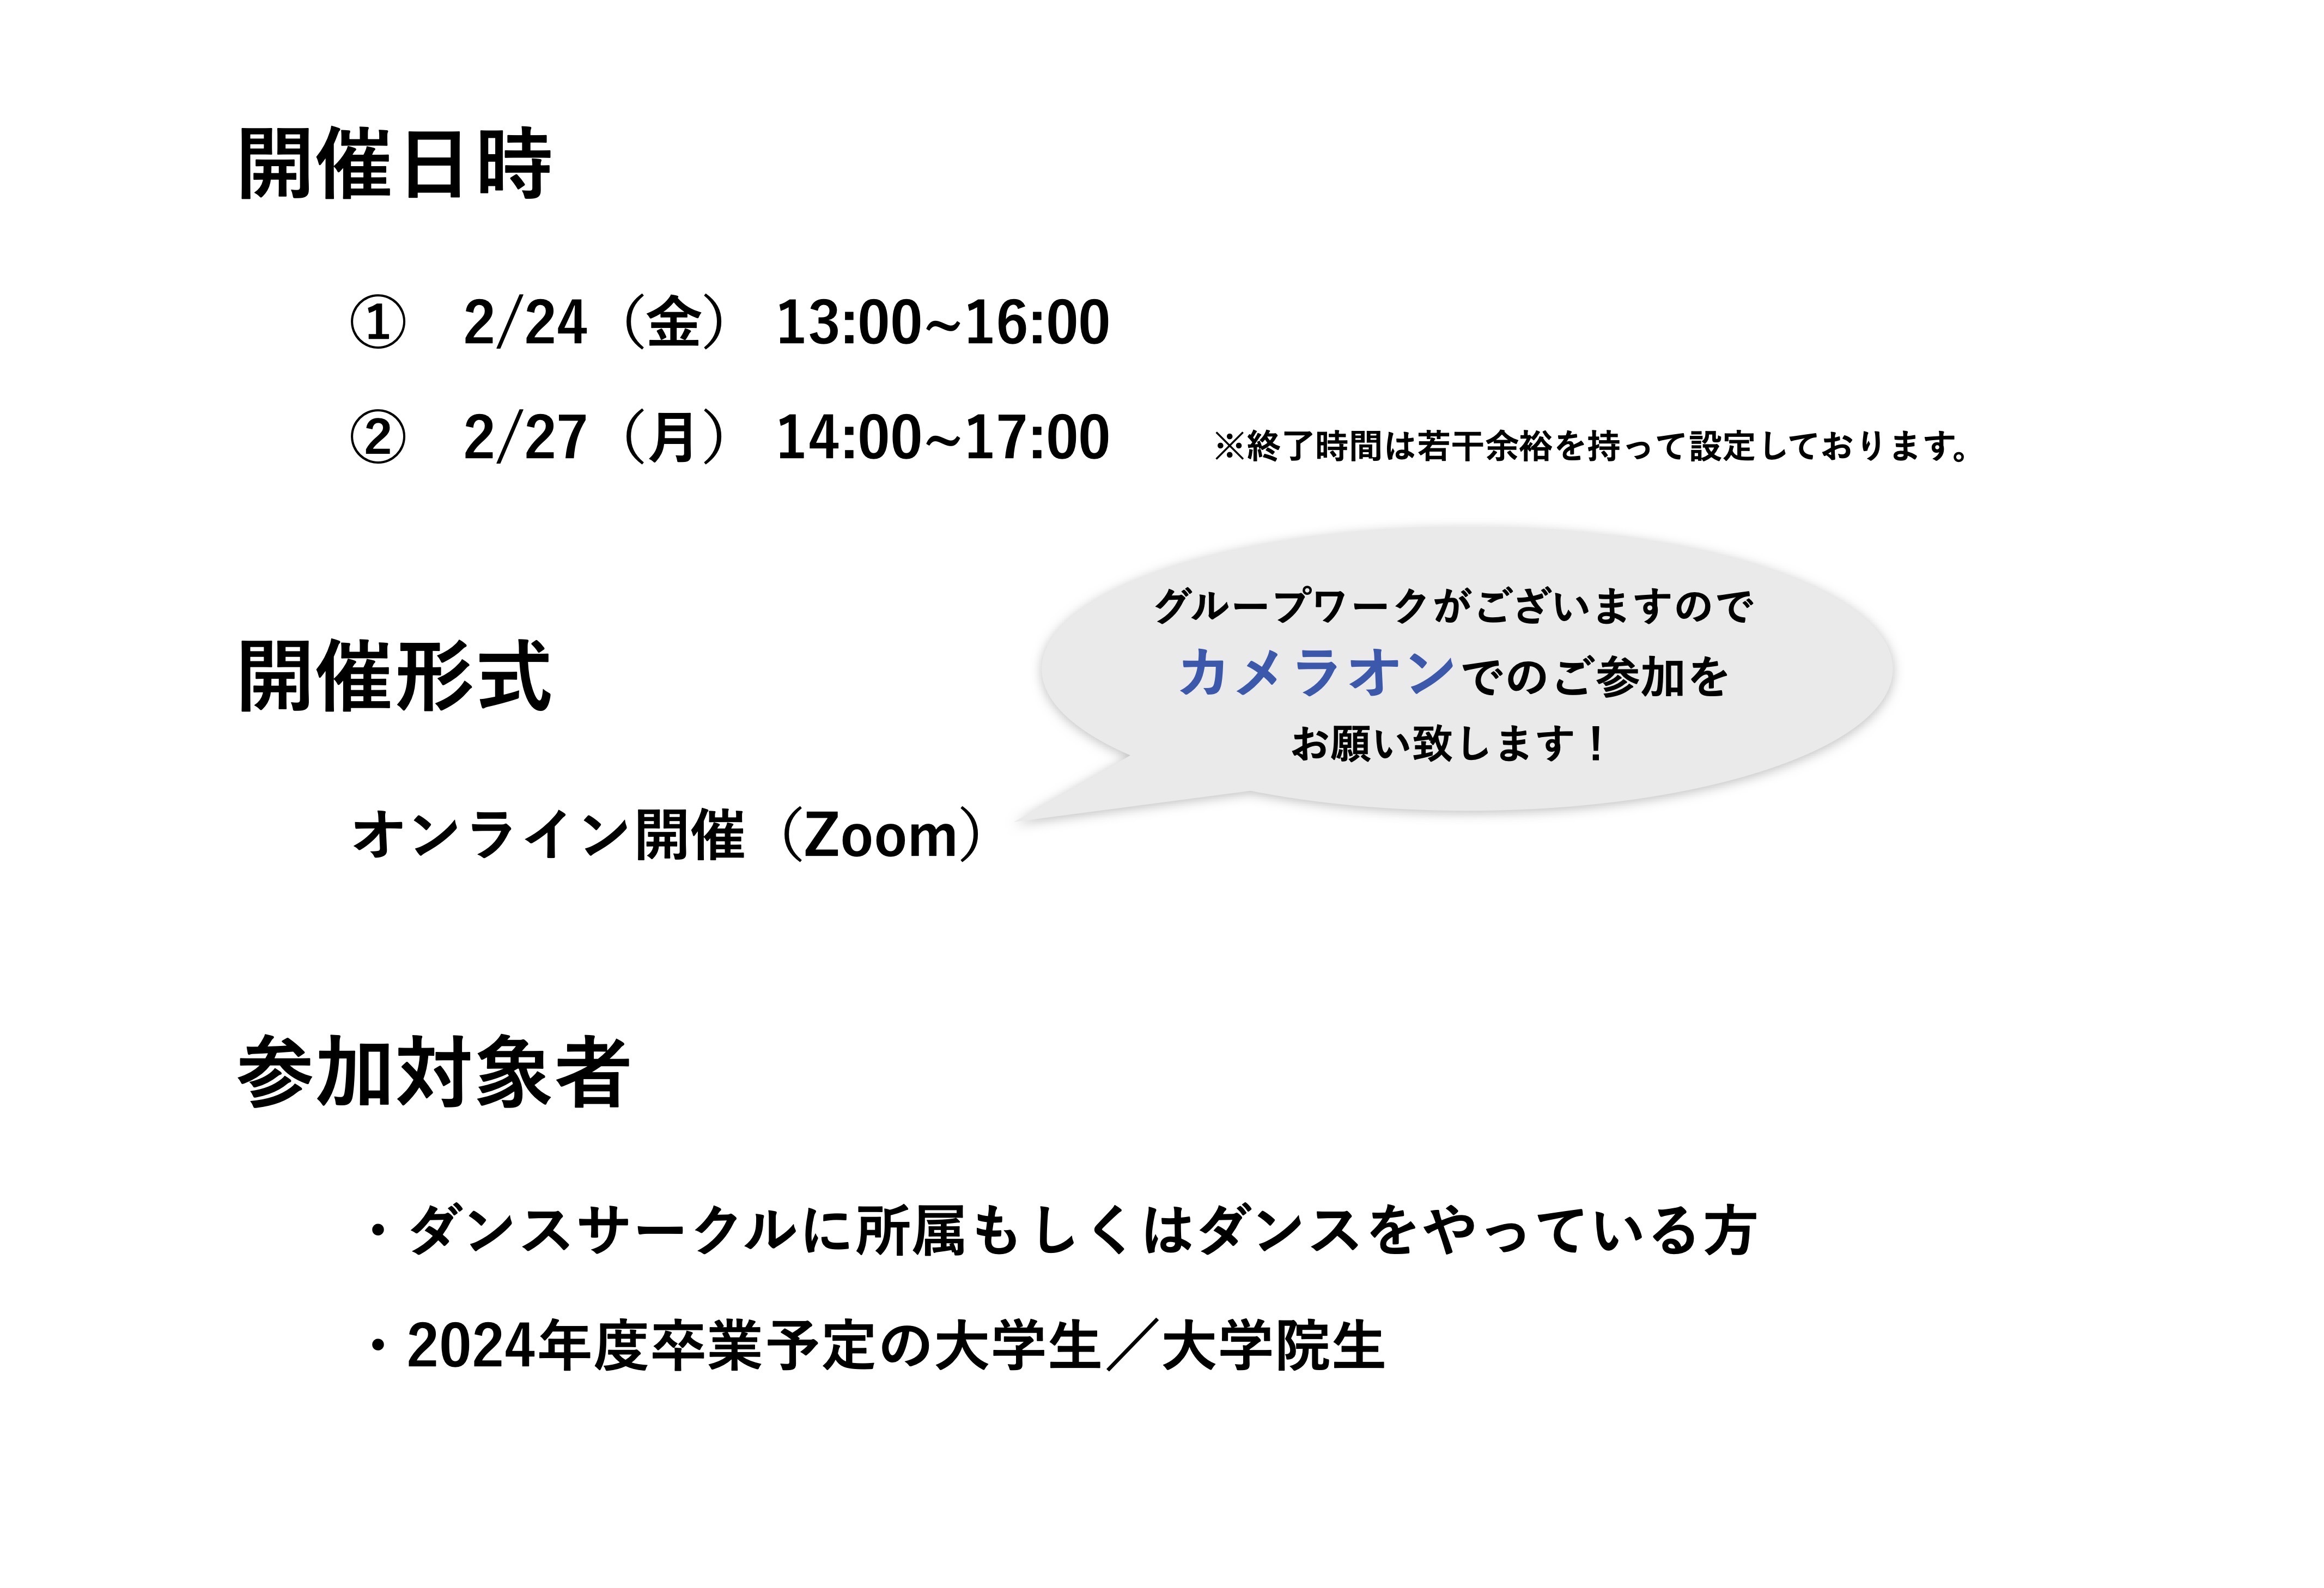 開催日時
①　2/24（金） 13:00~16:00
②　2/27（月） 14:00~17:00
※終了時間は若干余裕を持って設定しております。
開催形式
グループワークがございますので
カメラオンでのご参加を
お願い致します！
オンライン開催（Zoom）
参加対象者
・ダンスサークルに所属もしくはダンスをやっている方
・2024年度卒業予定の大学生／大学院生